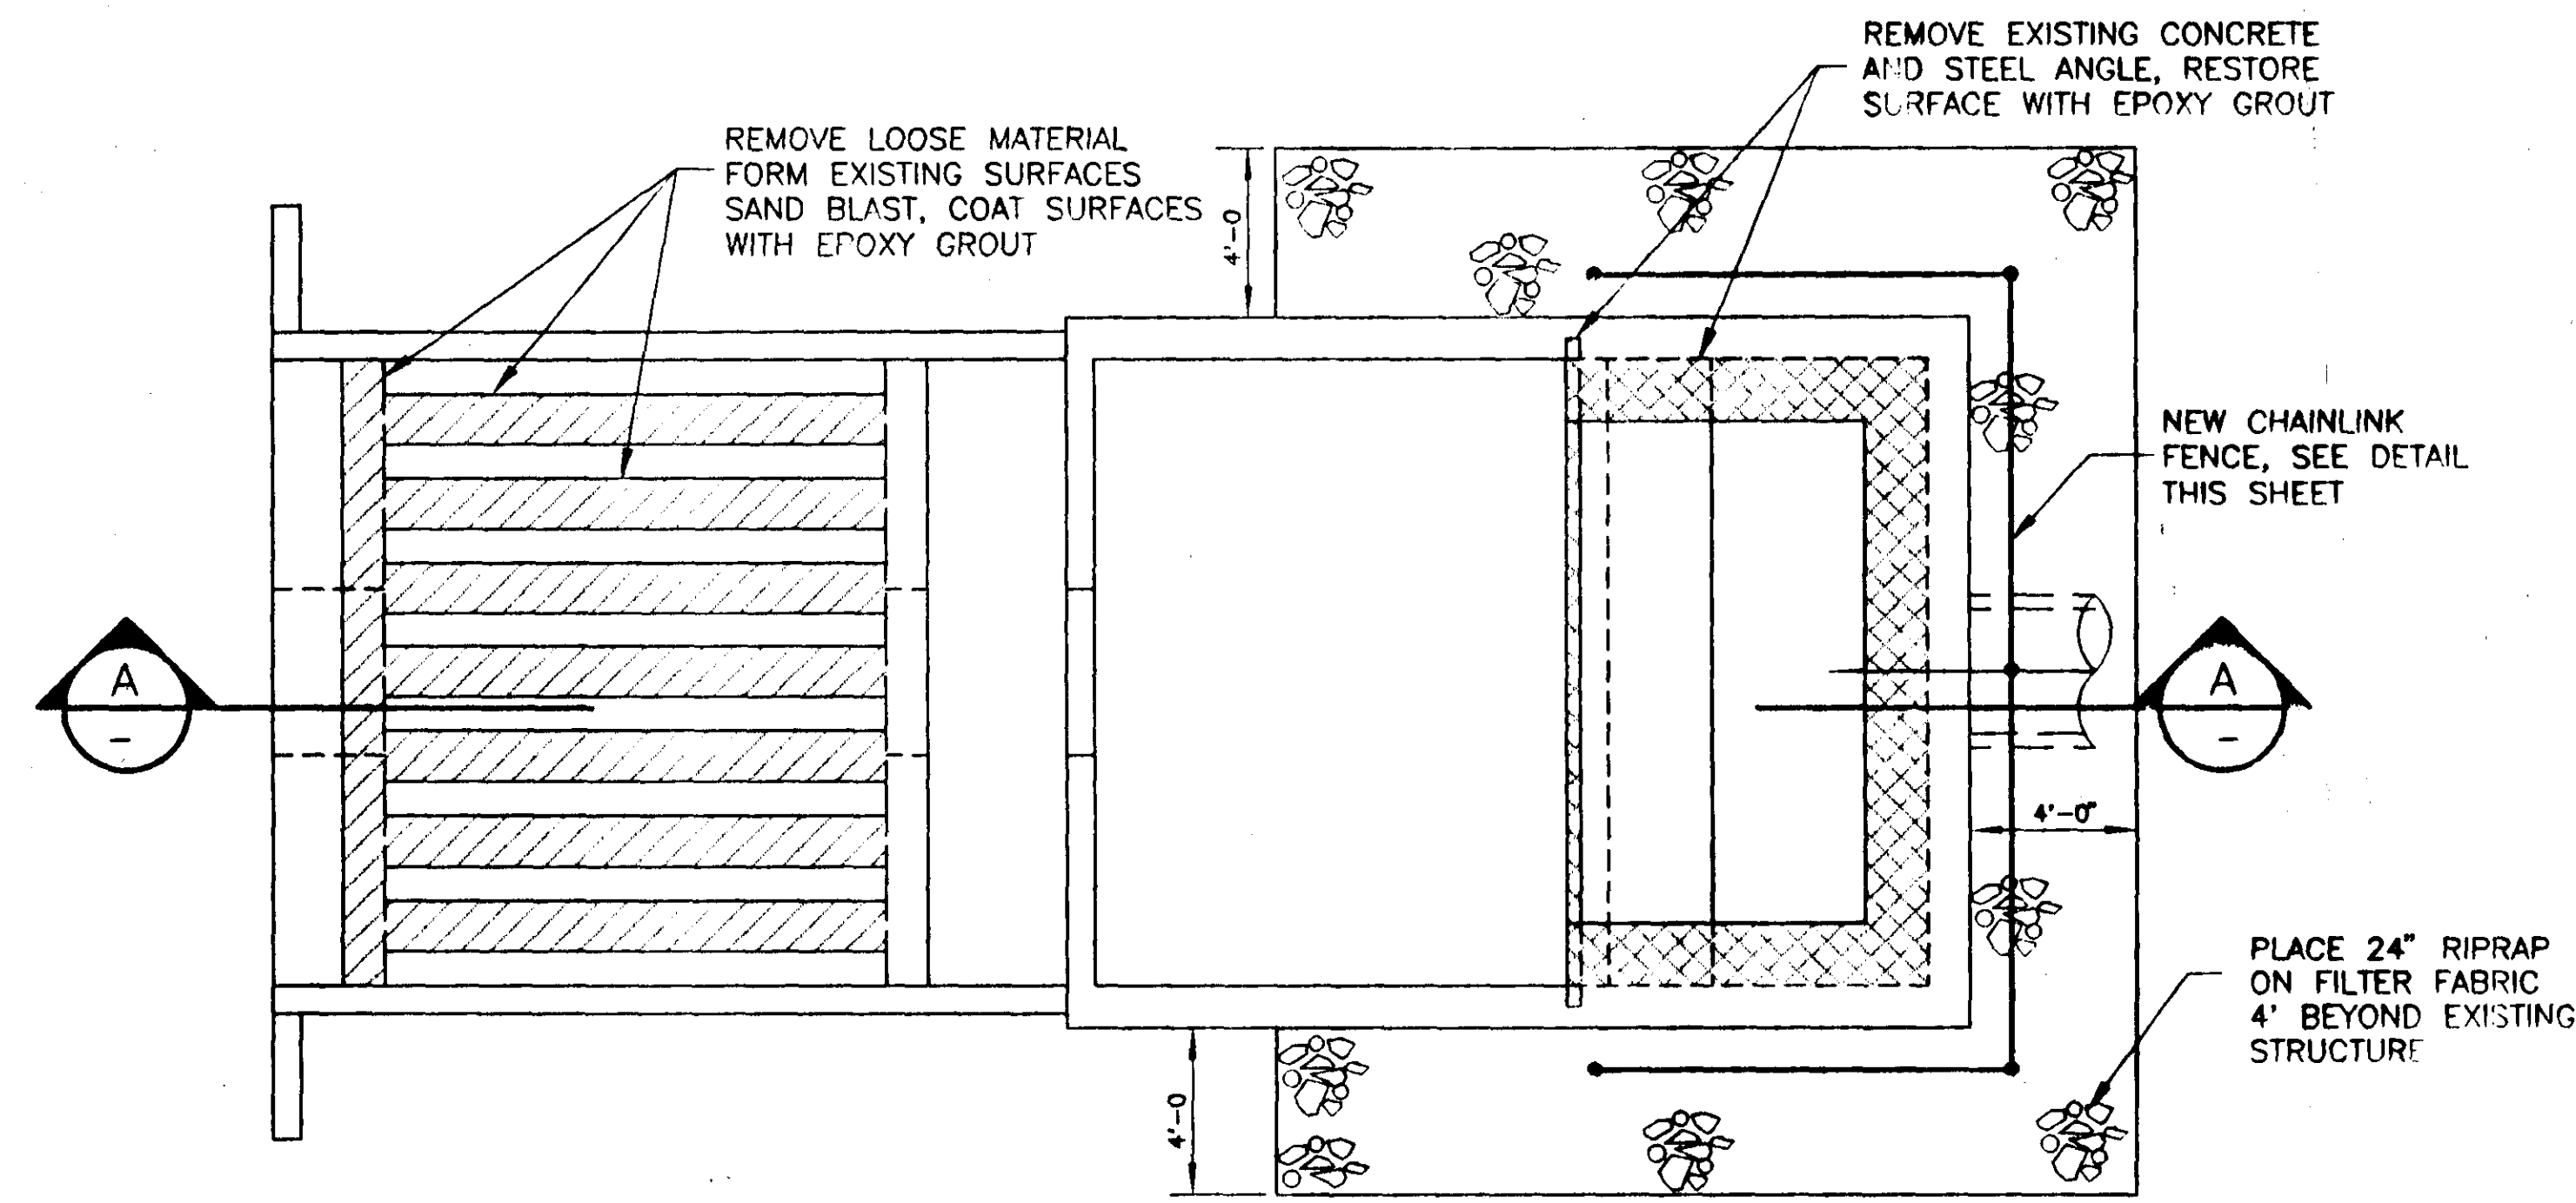 REMOVE EXISTING CONCRETE
AND STEEL ANGLE, RESTORE
SURFACE WITH EPOXY GROUT
REMOVE LOOSE MATERIAL
FORM EXISTING SURFACES
SAND BLAST, COAT SURFACES
WITH EPOXY GROUT
4'-0
NEW CHAINLINK
FENCE, SEE DETAIL
THIS SHEET
A
-
A
-
4'-0"
PLACE 24" RIPRAP
ON FILTER FABRIC
4' BEYOND EXISTING
STRUCTURE
4'-0